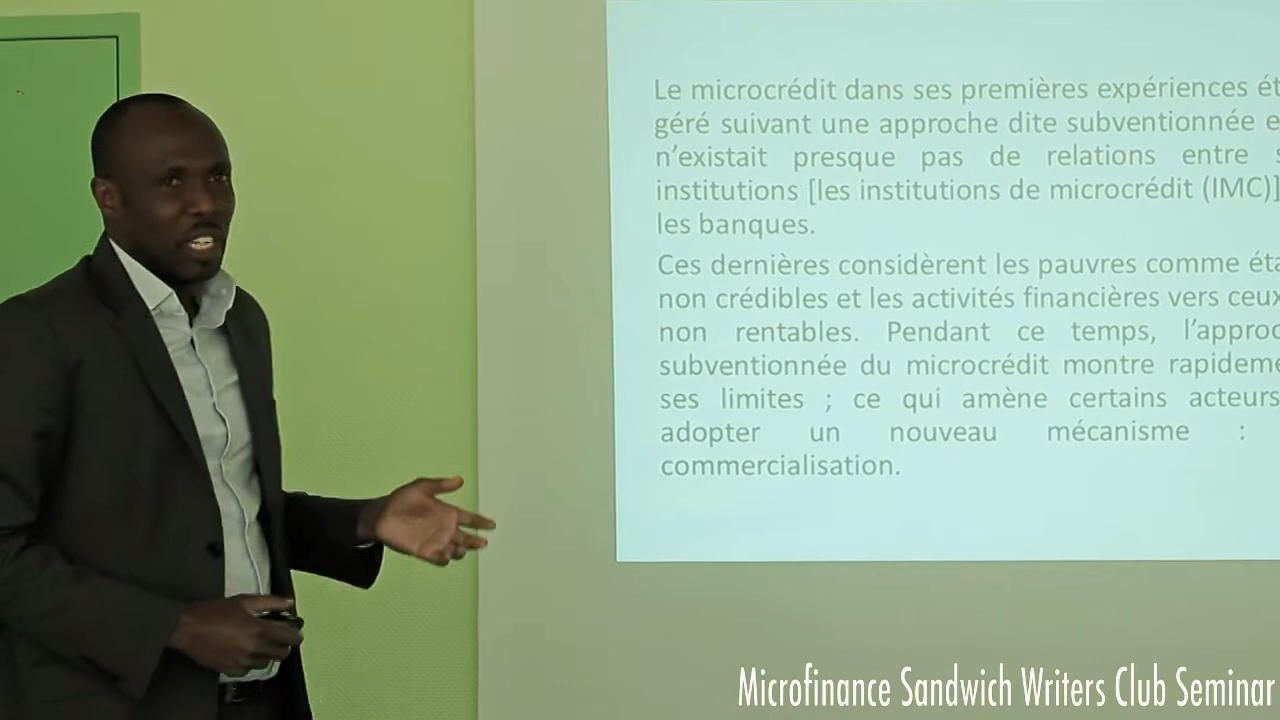 Le microcrédit dans ses premières expériences ét
géré suivant une approche dite subventionnée e
n'existait presque pas de relations entre s
institutions [les institutions de microcrédit (IMC)]
les banques.
Ces dernières considèrent les pauvres comme éta
non crédibles et les activités financières vers ceux
non rentables. Pendant ce temps, l'approc
subventionnée du microcrédit montre rapideme
ses limites ; ce qui amène certains acteurs
adopter un nouveau mécanisme :
commercialisation.
Microfinance Sandwich Writers Club Seminar